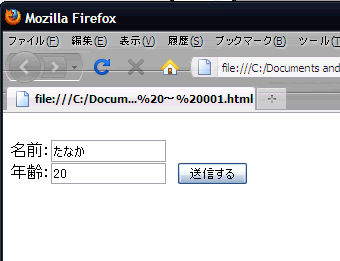 Mozilla Firefox
ファイル(F) 編集(E) 表示(V) 履歴(S) ブックマーク(B) ツール(T)
file:///C:/Documents and
file:///C:/Docum...%20～%20001.html
名前:たなか
年齢:20 送信する